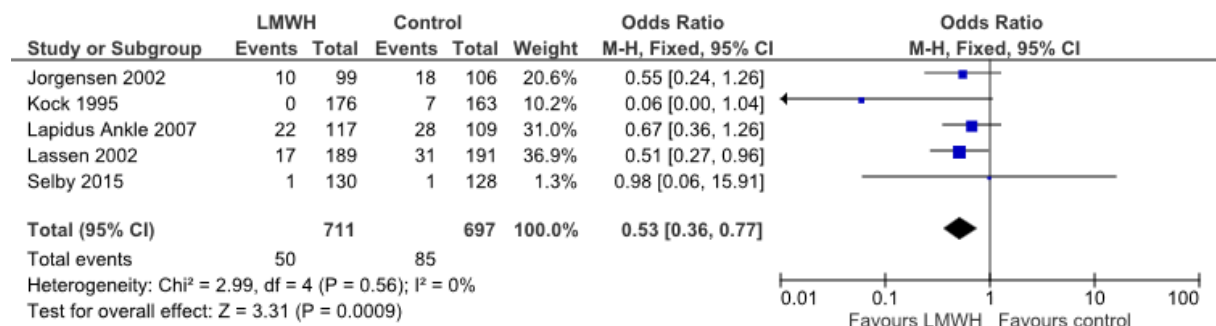 LMWH Control Odds Ratio Odds Ratio
Study or Subgroup Events Total Events Total Weight M-H, Fixed, 95% CI M-H, Fixed, 95% CI
Jorgensen 2002 10 99 18 106 20.6% 0.55 [0.24, 1.26]
Kock 1995 0 176 7 163 10.2% 0.06 [0.00, 1.04]
Lapidus Ankle 2007 22 117 28 109 31.0% 0.67 [0.36, 1.26]
Lassen 2002 17 189 31 191 36.9% 0.51 [0.27, 0.96]
Selby 2015 1 130 1 128 1.3% 0.98 [0.06, 15.91]
Total (95% CI) 711 697 100.0% 0.53 [0.36, 0.77]
Total events 50 85
Heterogeneity: Chi² = 2.99, df = 4 (P = 0.56); I² = 0%
Test for overall effect: Z = 3.31 (P = 0.0009)
0.01 0.1 1 10 100
Favours LMWH Favours control